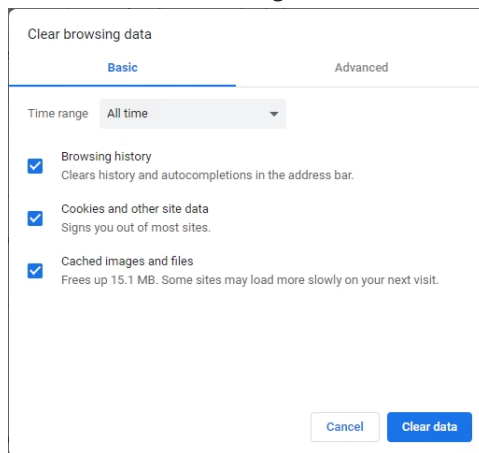 Clear browsing data
Basic Advanced
Time range All time
Browsing history
Clears history and autocompletions in the address bar.
Cookies and other site data
Signs you out of most sites.
Cached images and files
Frees up 15.1 MB. Some sites may load more slowly on your next visit.
Cancel Clear data